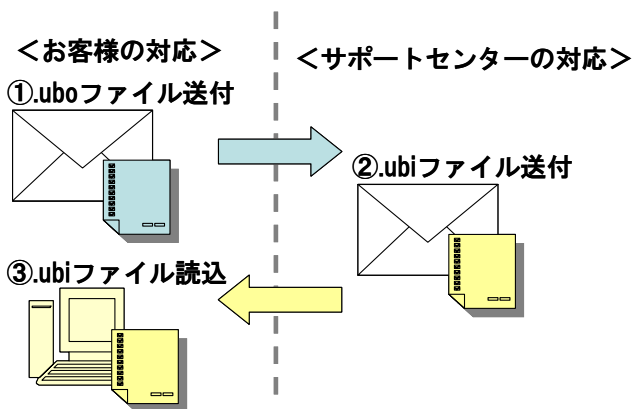 ＜お客様の対応＞
①.uboファイル送付
＜サポートセンターの対応＞
②.ubiファイル送付
③.ubiファイル読込